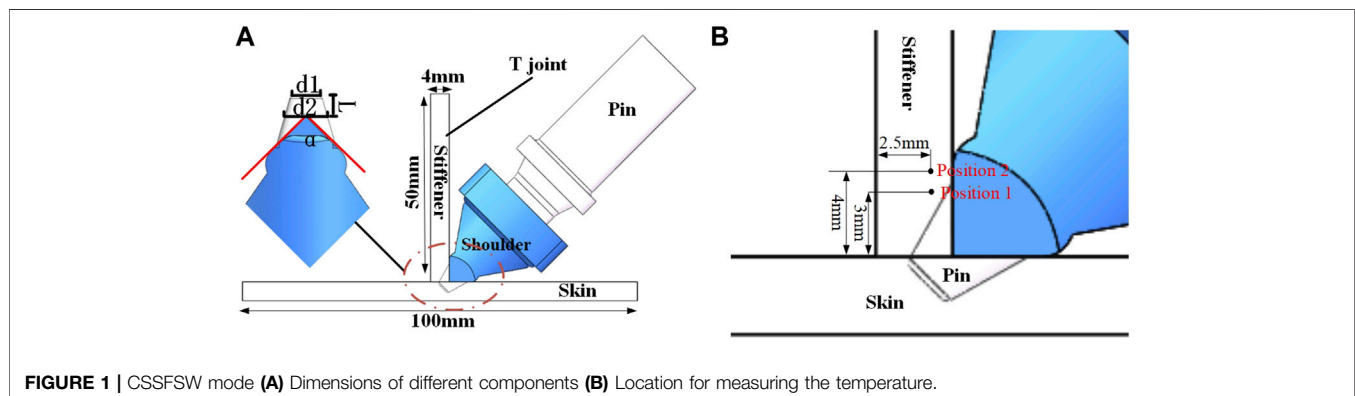 A
d1
d2
L
α
4mm
T joint
Pin
50mm
Stiffener
Shoulder
Skin
100mm
B
Stiffener
2.5mm
Position 2
Position 1
4mm
3mm
Pin
Skin
FIGURE 1 | CSSFSW mode (A) Dimensions of different components (B) Location for measuring the temperature.